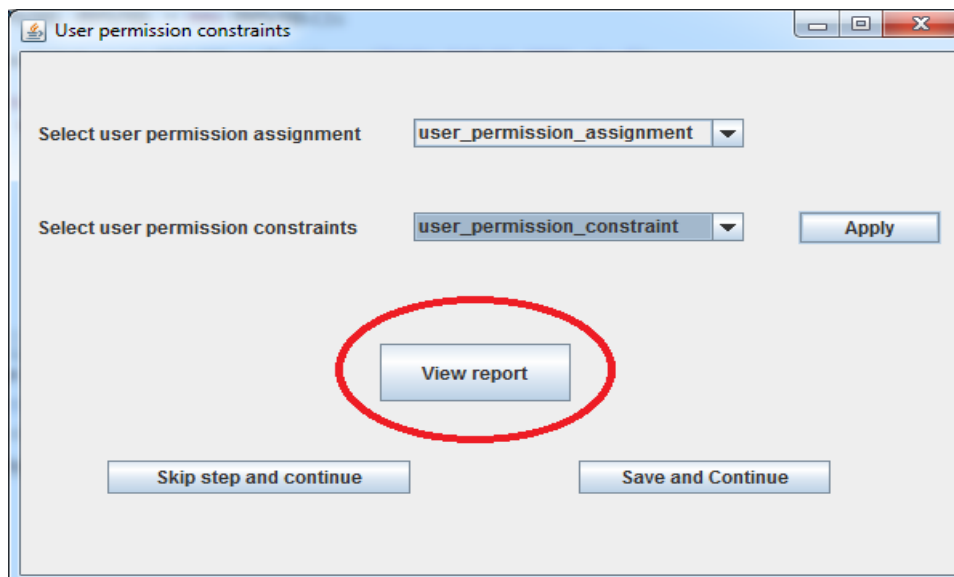 User permission constraints
Select user permission assignment
user_permission_assignment
Select user permission constraints
user_permission_constraint
Apply
View report
Skip step and continue
Save and Continue